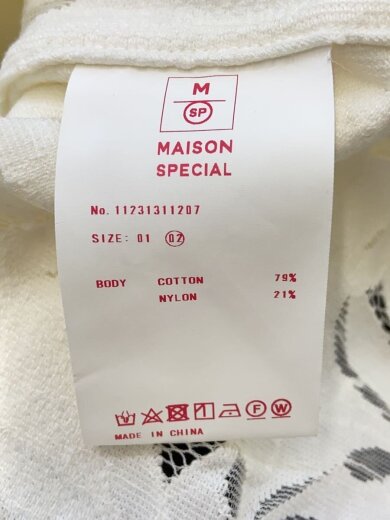 M
SP
MAISON
SPECIAL
No. 11231311207
SIZE: 01 02
BODY COTTON 79%
NYLON 21%
F W
MADE IN CHINA